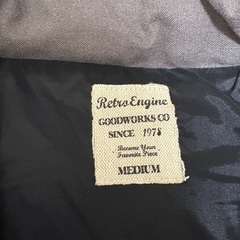 Retro Engine
GOODWORKS CO
SINCE 1978
Become Your
Favorite Piece
MEDIUM